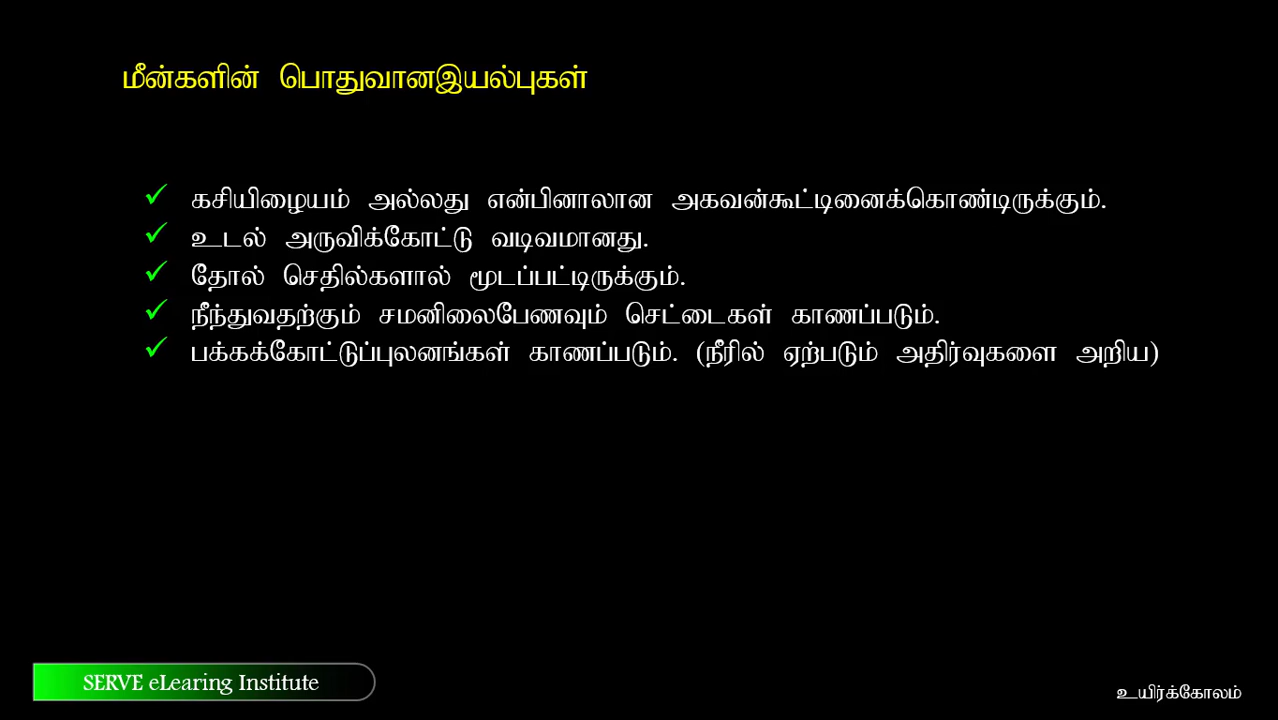 மீன்களின் பொதுவானஇயல்புகள்
✓ கசியிழையம் அல்லது என்பினாலான அகவன்கூட்டினைக்கொண்டிருக்கும்.
✓ உடல் அருவிக்கோட்டு வடிவமானது.
✓ தோல் செதில்களால் மூடப்பட்டிருக்கும்.
✓ நீந்துவதற்கும் சமனிலைபேணவும் செட்டைகள் காணப்படும்.
✓ பக்கக்கோட்டுப்புலனங்கள் காணப்படும். (நீரில் ஏற்படும் அதிர்வுகளை அறிய)
SERVE eLearing Institute
உயிர்க்கோலம்